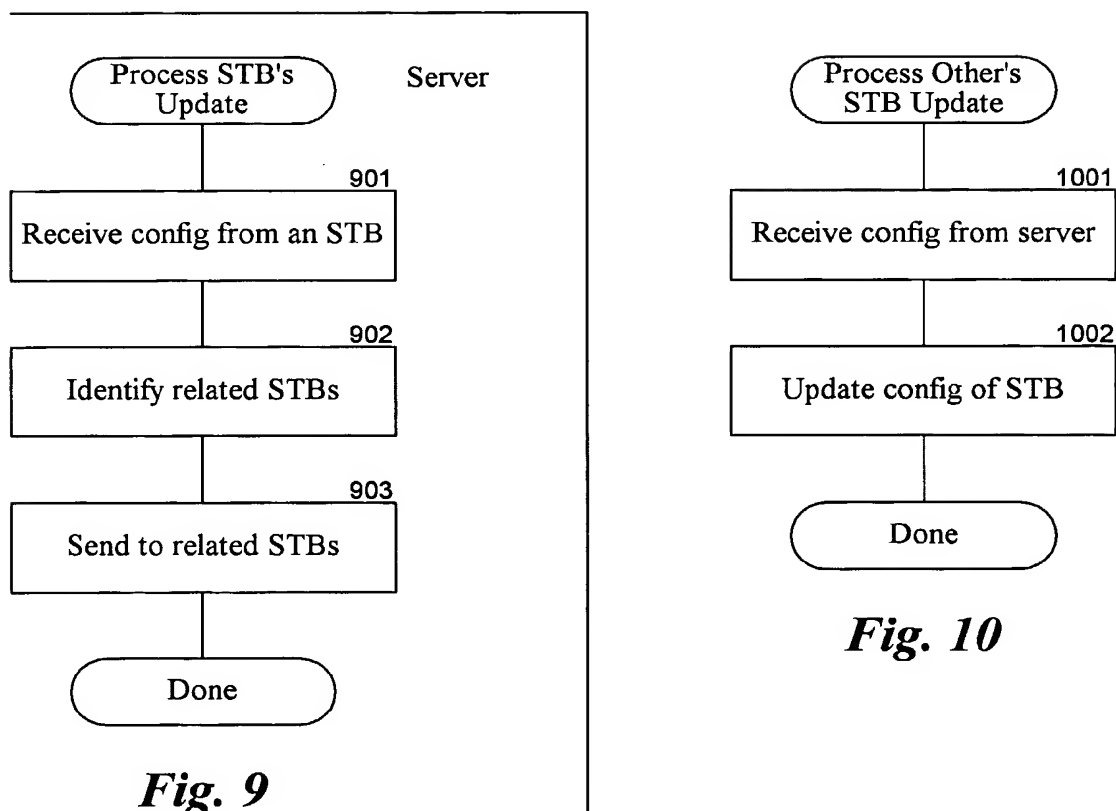 Process STB's
Update
Server
901
Receive config from an STB
902
Identify related STBs
903
Send to related STBs
Done
Fig. 9
Process Other's
STB Update
1001
Receive config from server
1002
Update config of STB
Done
Fig. 10